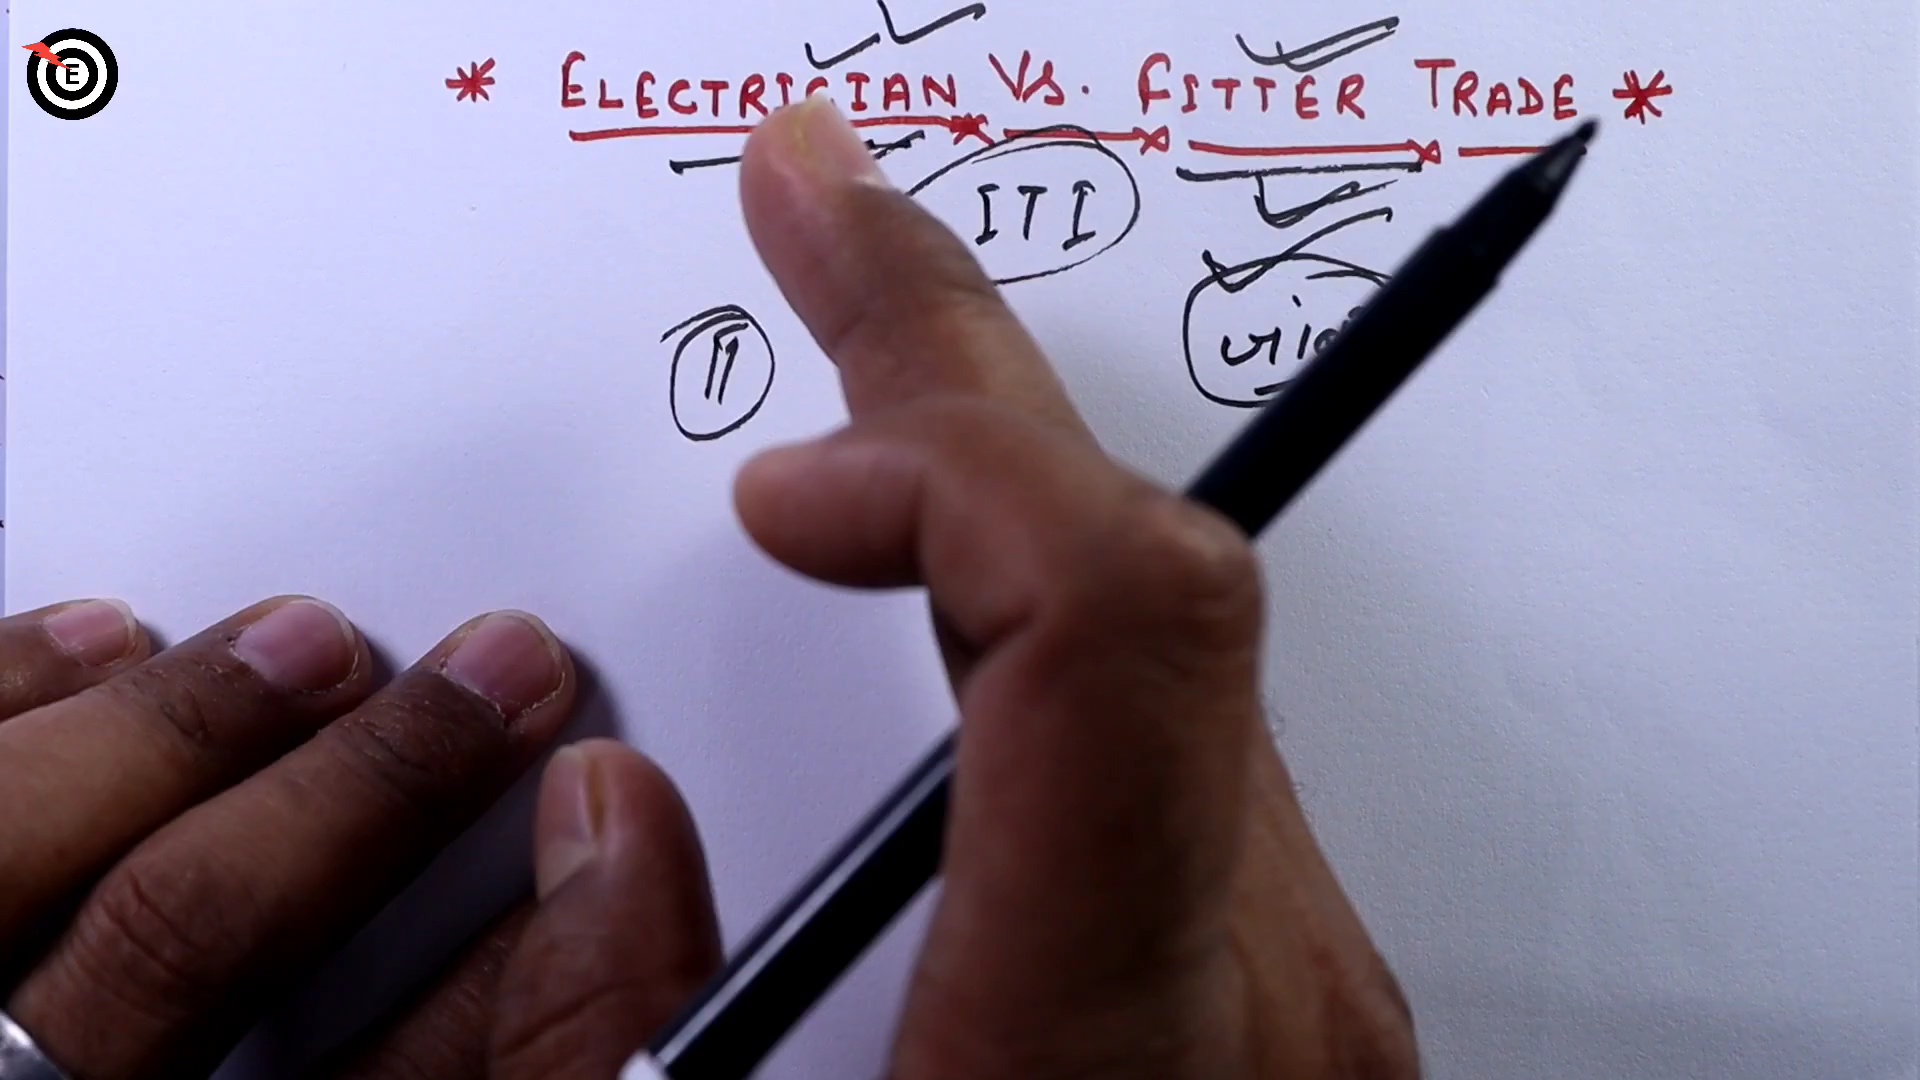 * ELECTRICIAN Vs. FITTER TRADE *
ITI
E